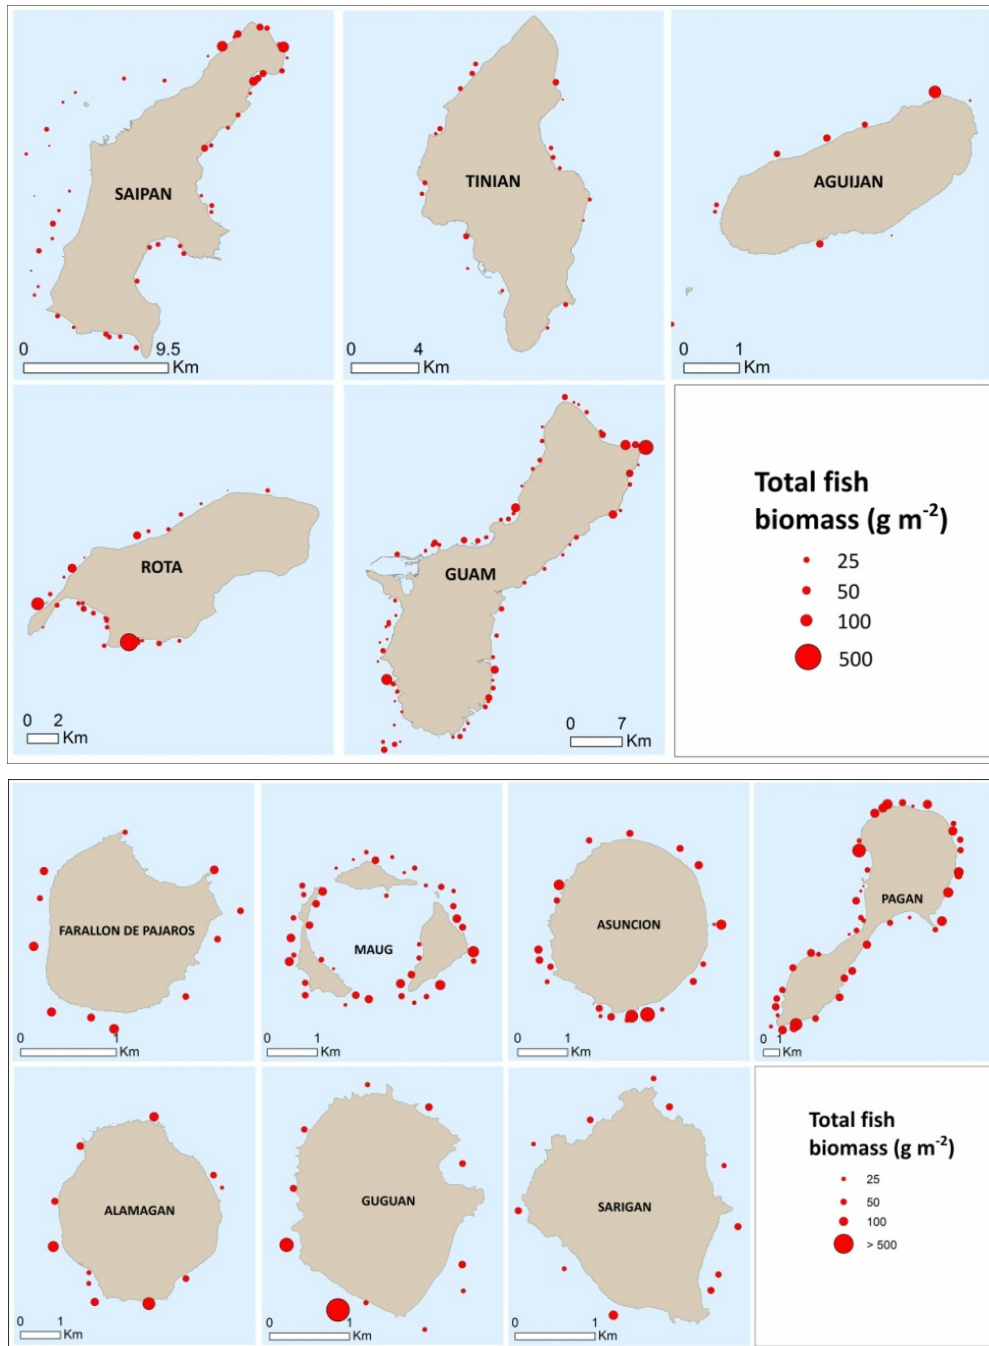 SAIPAN
0 9.5
Km
TINIAN
0 4
Km
AGUIJAN
0 1
Km
ROTA
0 2
Km
GUAM
0 7
Km
Total fish
biomass (g m-2)
25
50
100
500
FARALLON DE PAJAROS
0 1
Km
MAUG
0 1
Km
ASUNCION
0 1
Km
PAGAN
0 1
Km
ALAMAGAN
0 1
Km
GUGUAN
0 1
Km
SARIGAN
0 1
Km
Total fish
biomass (g m-2)
25
50
100
> 500